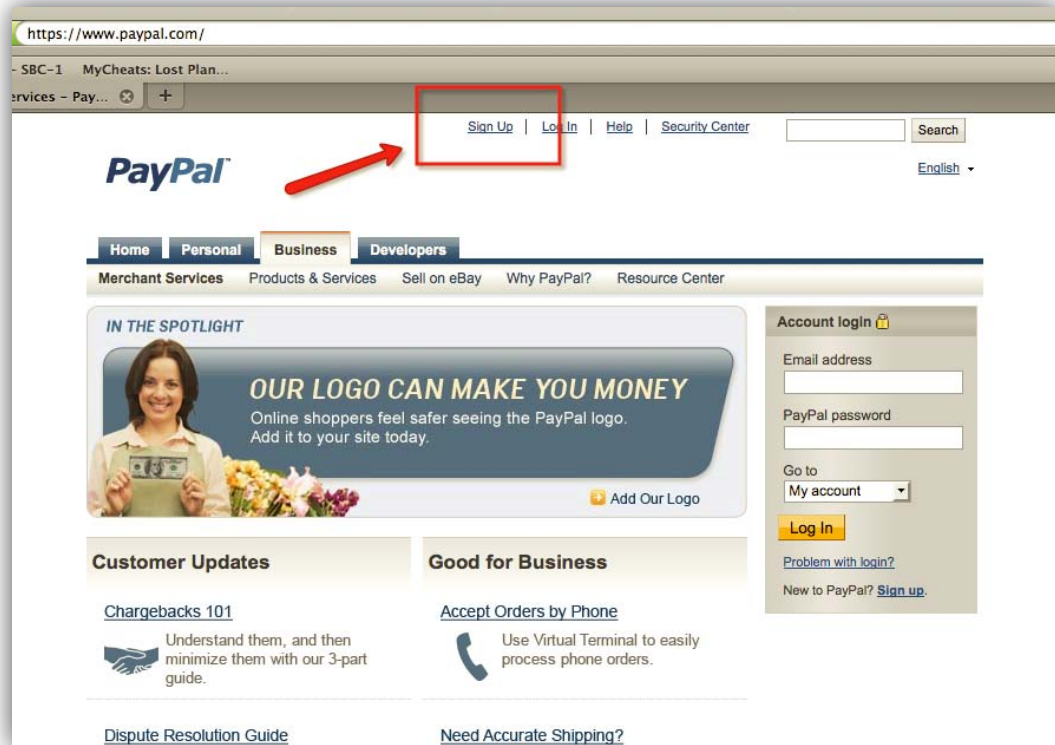 https://www.paypal.com/
- SBC-1 MyCheats: Lost Plan...
ervices - Pay... +
Sign Up | Log In | Help | Security Center
Search
PayPal
English
Home Personal Business Developers
Merchant Services Products & Services Sell on eBay Why PayPal? Resource Center
IN THE SPOTLIGHT
OUR LOGO CAN MAKE YOU MONEY
Online shoppers feel safer seeing the PayPal logo.
Add it to your site today.
Add Our Logo
Account login
Email address
PayPal password
Go to
My account
Log In
Problem with login?
New to PayPal? Sign up.
Customer Updates
Chargebacks 101
Understand them, and then
minimize them with our 3-part
guide.
Dispute Resolution Guide
Good for Business
Accept Orders by Phone
Use Virtual Terminal to easily
process phone orders.
Need Accurate Shipping?